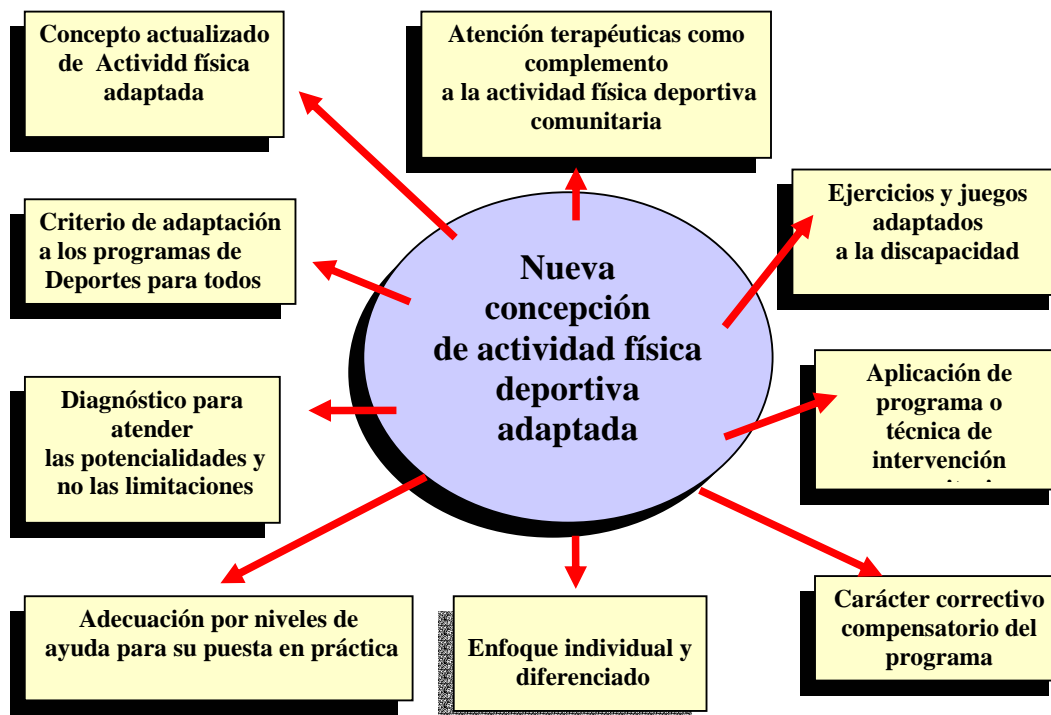 Concepto actualizado
de Actividd física
adaptada
Atención terapéuticas como
complemento
a la actividad física deportiva
comunitaria
Criterio de adaptación
a los programas de
Deportes para todos
Ejercicios y juegos
adaptados
a la discapacidad
Nueva
concepción
de actividad física
deportiva
adaptada
Diagnóstico para
atender
las potencialidades y
no las limitaciones
Aplicación de
programa o
técnica de
intervención
Adecuación por niveles de
ayuda para su puesta en práctica
Enfoque individual y
diferenciado
Carácter correctivo
compensatorio del
programa